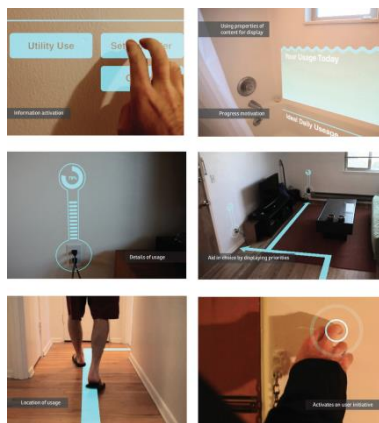 Utility Use
Information activation
Using properties of
content for display
Your Usage Today
Ideal Daily Useage
Progress motivation
Details of usage
Aid in choice by displaying priorities
Location of usage
Activates on user initiative